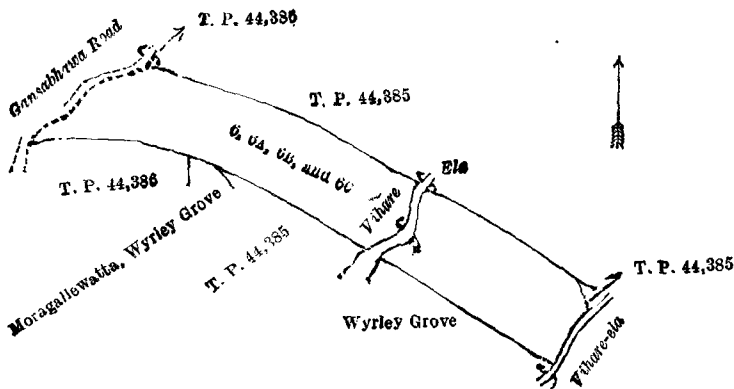 T. P. 44,386
Gansabhawa Road
T. P. 44,385
6, 6A, 6B, and 6C
Ela
Vihare
T. P. 44,386
Moragallewatta, Wyrley Grove
T. P. 44,385
T. P. 44,385
Wyrley Grove
Vihare-ela